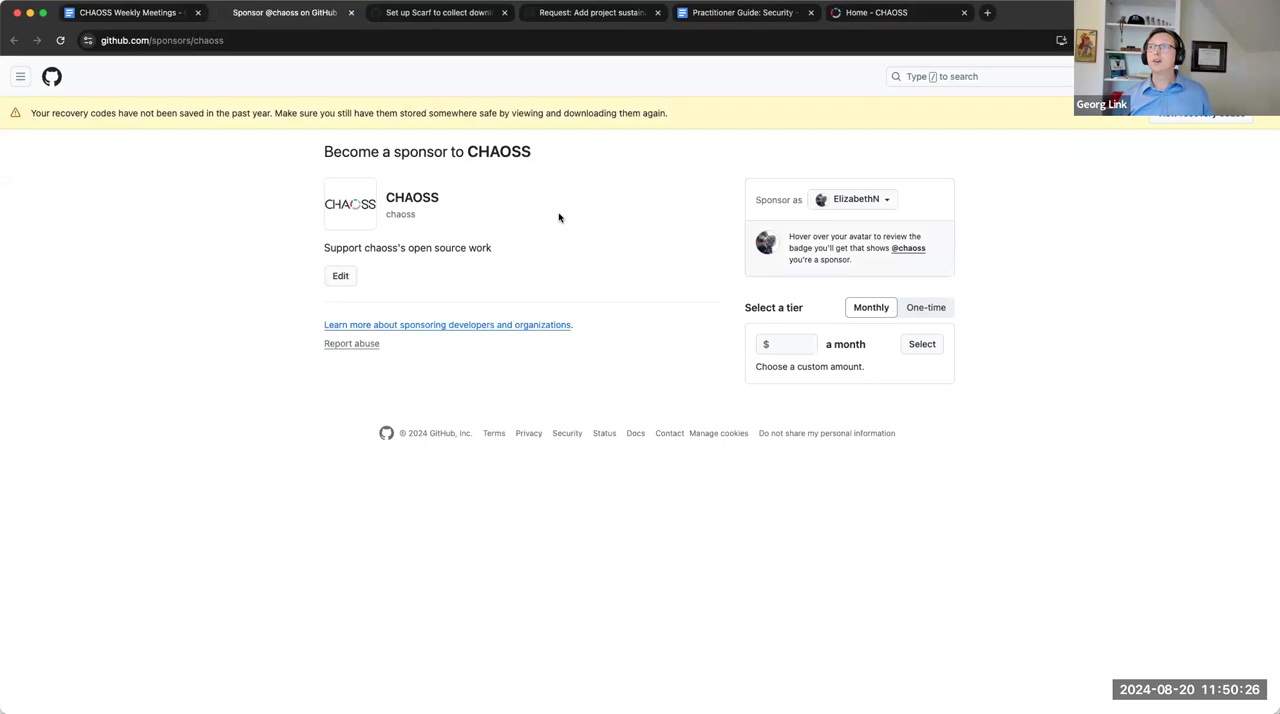 CHAOSS Weekly Meetings -
Sponsor @chaoss on GitHub
Set up Scarf to collect downl
Request: Add project sustain
Practitioner Guide: Security -
Home - CHAOSS
github.com/sponsors/chaoss
Type / to search
Georg Link
Your recovery codes have not been saved in the past year. Make sure you still have them stored somewhere safe by viewing and downloading them again.
Become a sponsor to CHAOSS
CHAOSS
CHAOSS
chaoss
Support chaoss's open source work
Edit
Learn more about sponsoring developers and organizations.
Report abuse
Sponsor as
ElizabethN
Hover over your avatar to review the
badge you'll get that shows @chaoss
you're a sponsor.
Select a tier
Monthly
One-time
$
a month
Select
Choose a custom amount.
© 2024 GitHub, Inc.
Terms
Privacy
Security
Status
Docs
Contact
Manage cookies
Do not share my personal information
2024-08-20 11:50:26